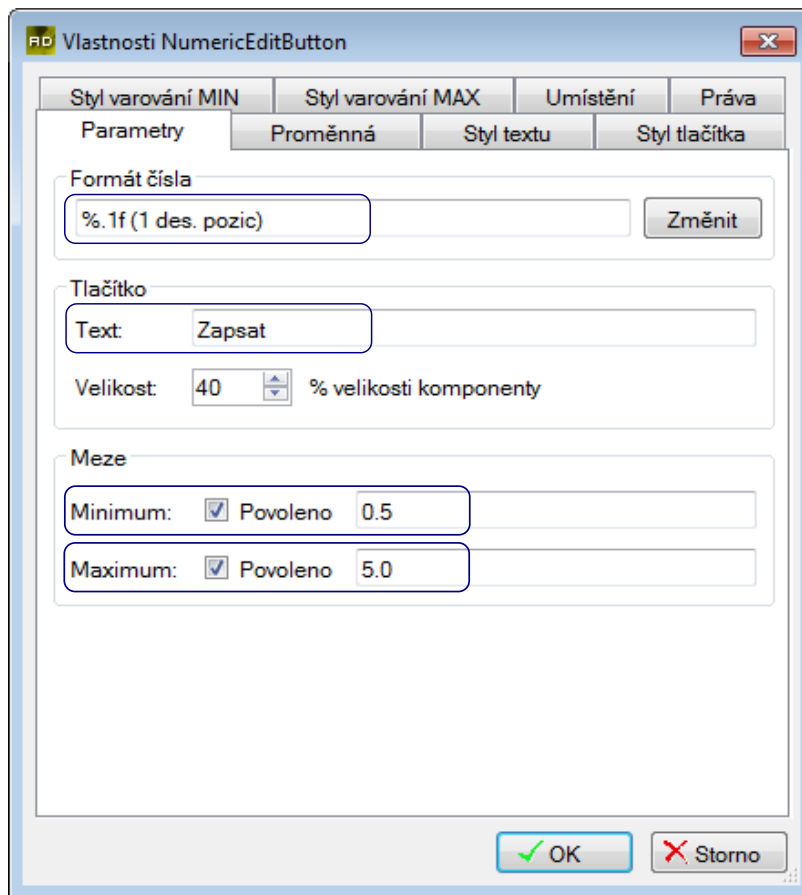 RD Vlastnosti NumericEditButton
Styl varování MIN Styl varování MAX Umístění Práva
Parametry Proměnná Styl textu Styl tlačítka
Formát čísla
%.1f (1 des. pozic) Změnit
Tlačítko
Text: Zapsat
Velikost: 40 % velikosti komponenty
Meze
Minimum: Povoleno 0.5
Maximum: Povoleno 5.0
OK Storno